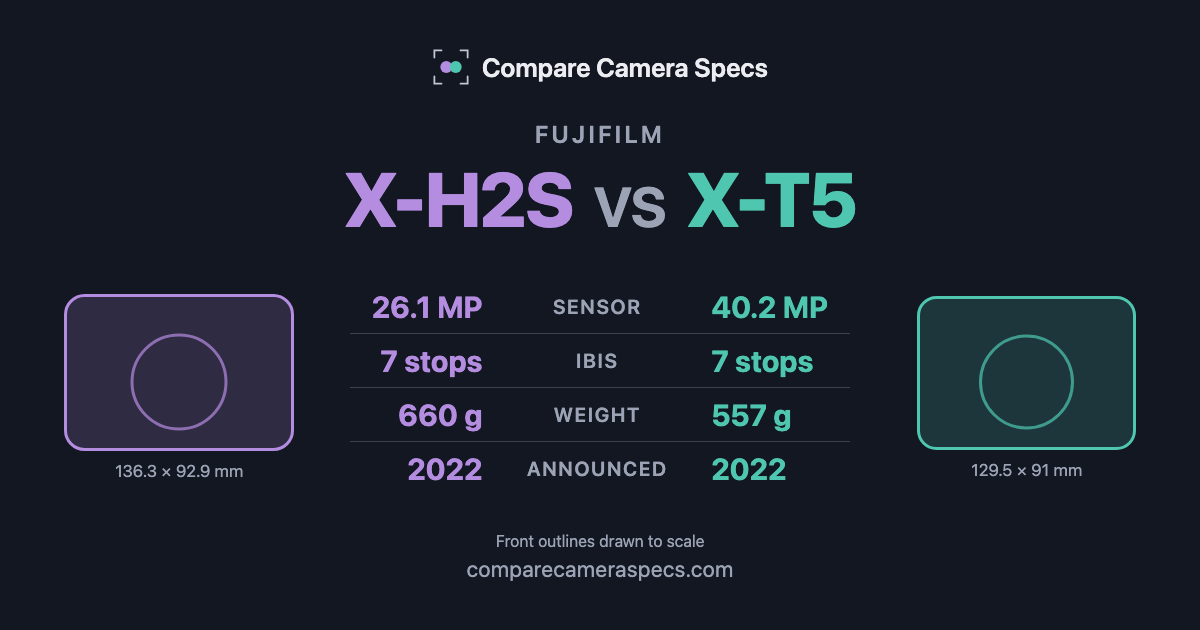 Compare Camera Specs
FUJIFILM
X-H2S VS X-T5
26.1 MP SENSOR 40.2 MP
7 stops IBIS 7 stops
660 g WEIGHT 557 g
2022 ANNOUNCED 2022
136.3 × 92.9 mm
129.5 × 91 mm
Front outlines drawn to scale
comparecameraspecs.com